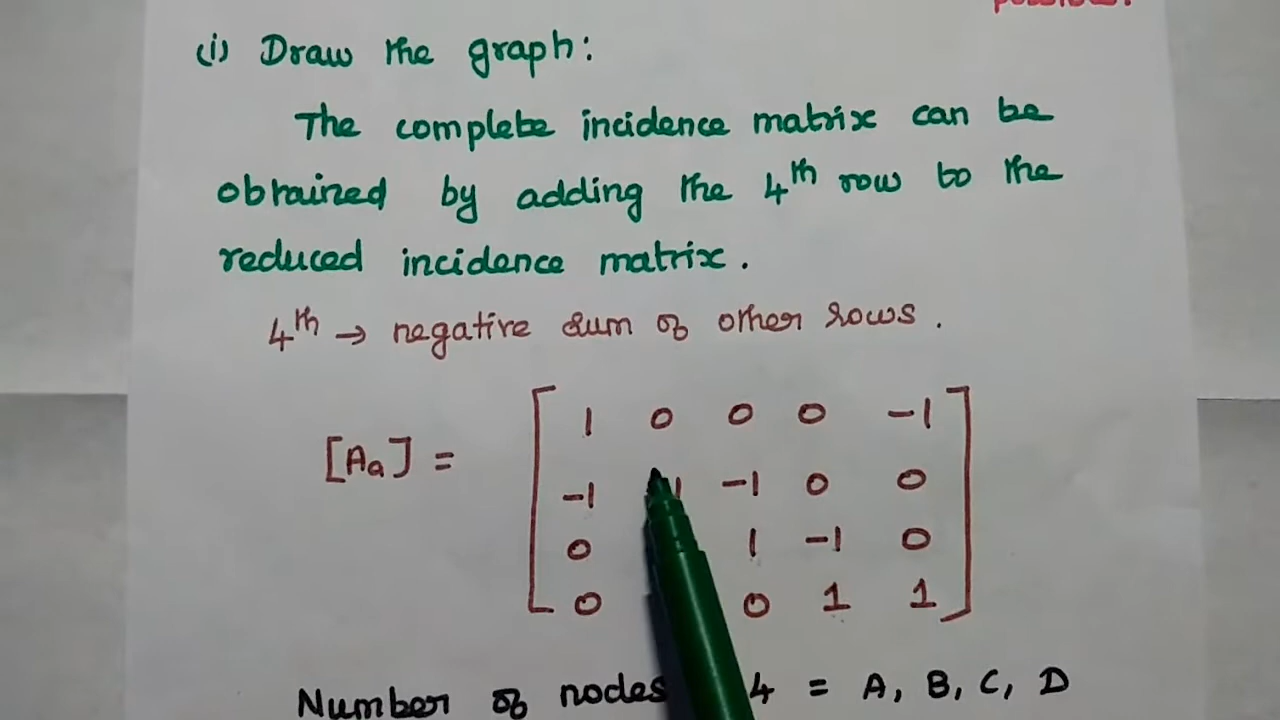 (i) Draw the graph:
The complete incidence matrix can be
obtained by adding the 4th row to the
reduced incidence matrix.
4th → negative sum of other rows.
[Aa] =
1 0 0 0 -1
-1 -1 0 0
0 1 -1 0
0 0 1 1
Number of nodes 4 = A, B, C, D